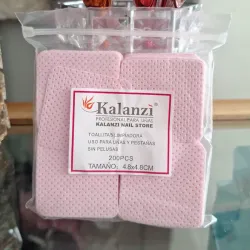 Kalanzì
PROFESIONAL PARA UÑAS
KALANZI NAIL STORE
TOALLITAS LIMPIADORA
USO PARA UÑAS Y PESTAÑAS
SIN PELUSAS
200PCS
TAMAÑO: 4.8x4.8CM